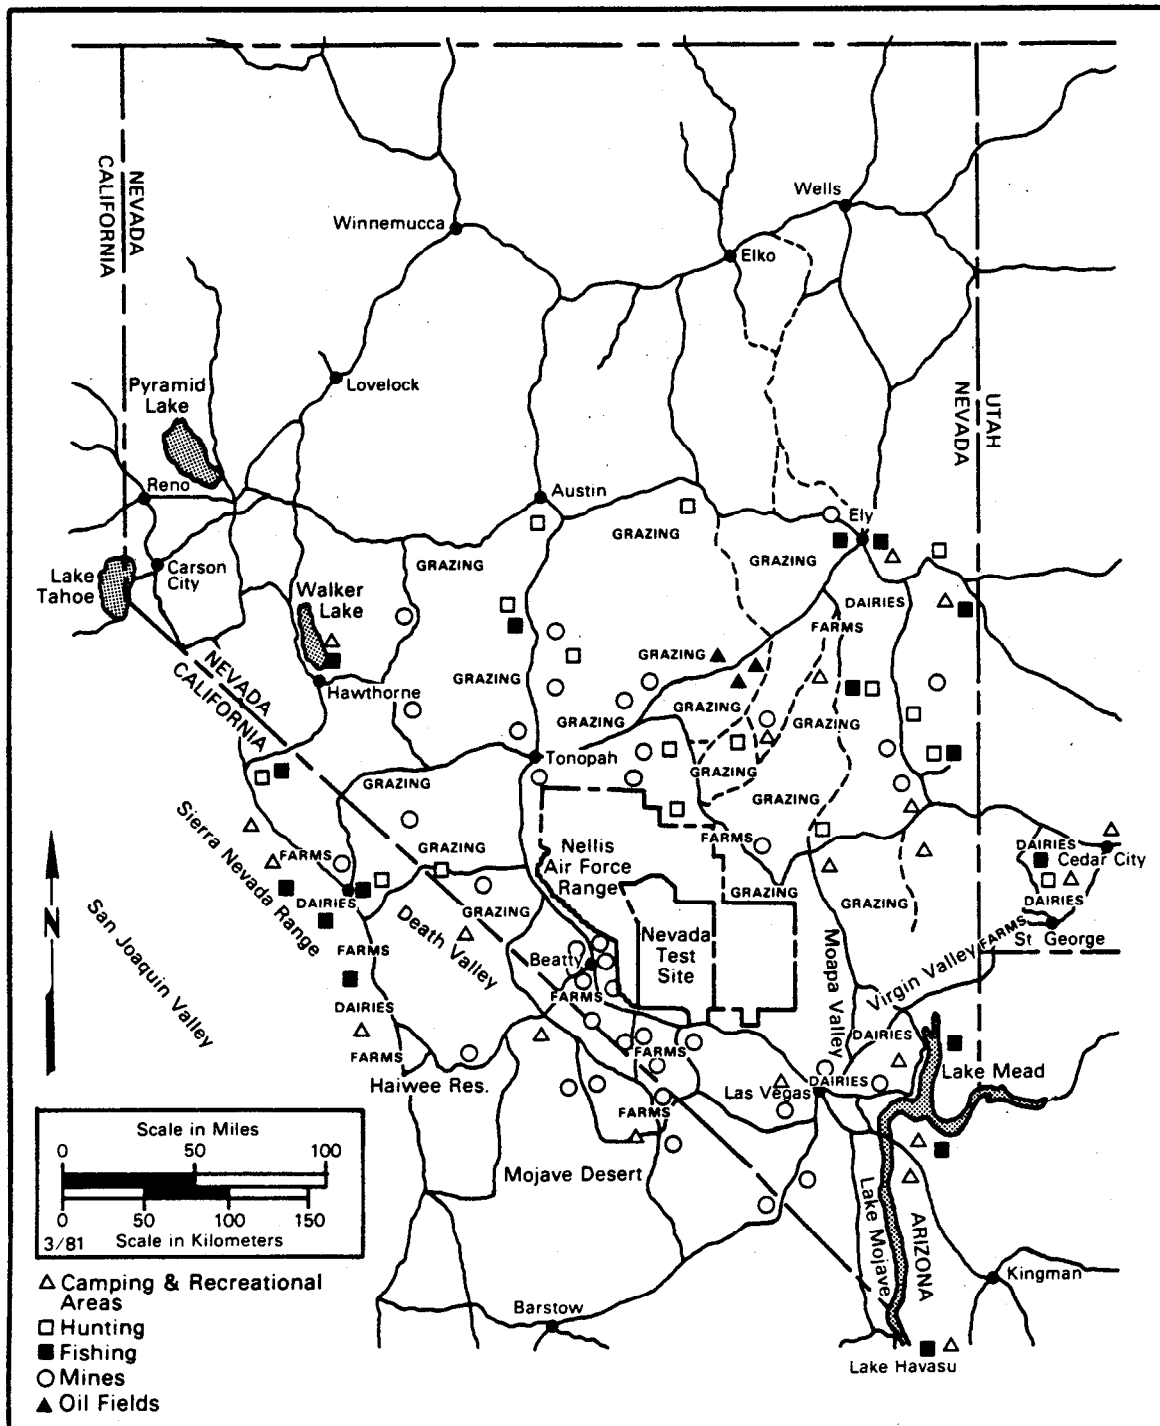 NEVADA
CALIFORNIA
Wells
Winnemucca
Elko
Lovelock
Pyramid
Lake
UTAH
NEVADA
Reno
Austin
Ely
GRAZING
GRAZING
GRAZING
Lake
Tahoe
Carson
City
Walker
Lake
DAIRIES
FARMS
GRAZING
GRAZING
NEVADA
CALIFORNIA
Hawthorne
GRAZING
GRAZING
GRAZING
Tonopah
GRAZING
GRAZING
GRAZING
Sierra Nevada Range
FARMS
GRAZING
Nellis
Air Force
Range
FARMS
DAIRIES
Cedar City
GRAZING
DAIRIES
DAIRIES
GRAZING
GRAZING
N
San Joaquin Valley
Death Valley
Nevada
Test
Site
Moapa Valley
Virgin Valley
FARMS
St George
FARMS
Beatty
FARMS
DAIRIES
FARMS
DAIRIES
FARMS
Haiwee Res.
Las Vegas
DAIRIES
Lake Mead
FARMS
Mojave Desert
Lake Mojave
ARIZONA
Kingman
Barstow
Lake Havasu
Scale in Miles
0 50 100
0 50 100 150
3/81 Scale in Kilometers
Camping & Recreational
Areas
Hunting
Fishing
Mines
Oil Fields